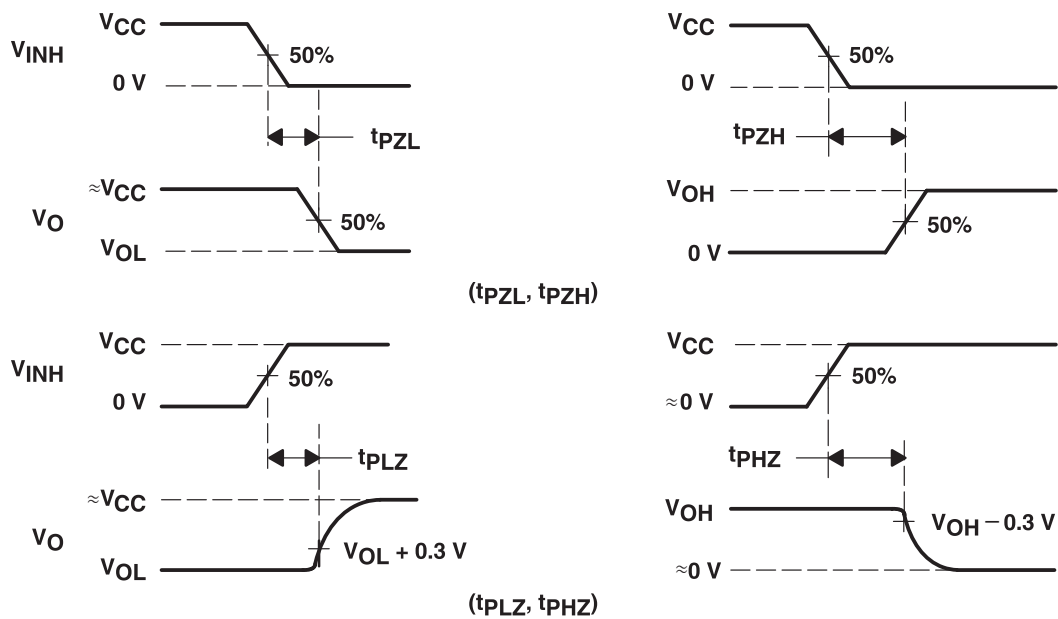 VCC
VINH
50%
0 V
tPZL
≈VCC
VO
50%
VOL
VCC
50%
0 V
tPZH
VOH
50%
0 V
(tPZL, tPZH)
VCC
VINH
50%
0 V
tPLZ
≈VCC
VO
VOL + 0.3 V
VOL
VCC
50%
≈0 V
tPHZ
VOH
VOH − 0.3 V
≈0 V
(tPLZ, tPHZ)